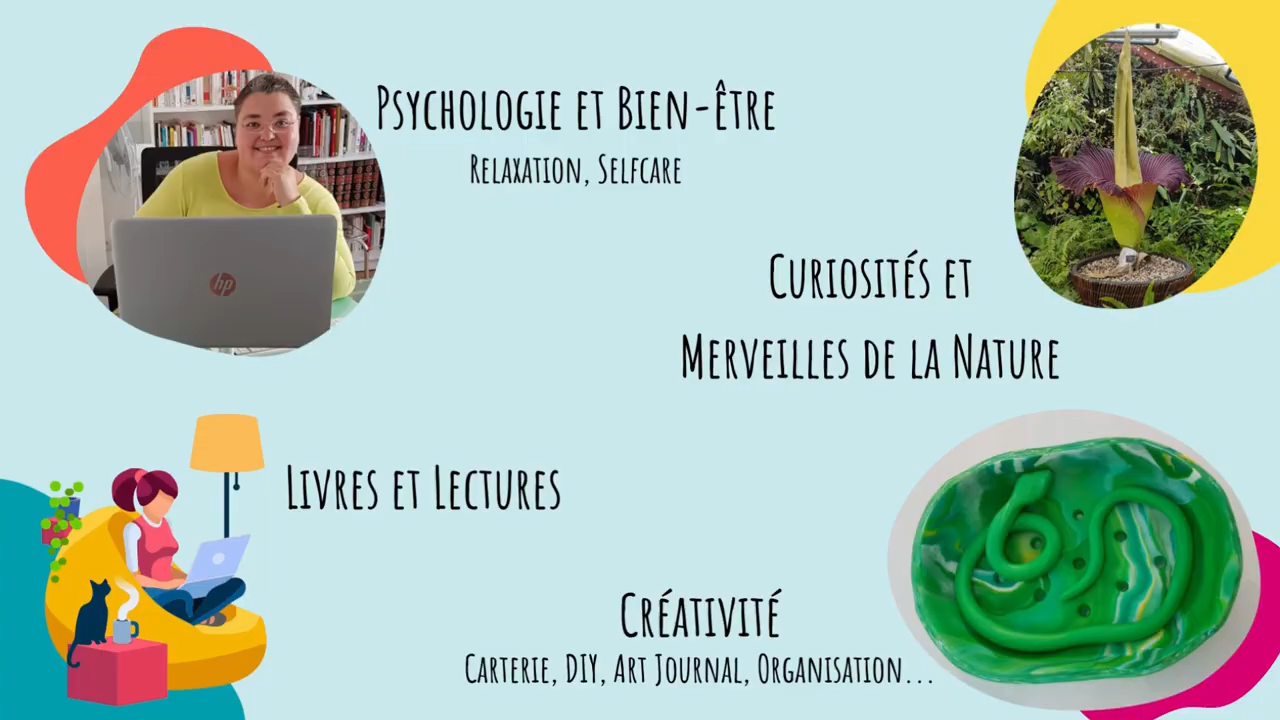 Psychologie et Bien-être
Relaxation, Selfcare
Curiosités et
Merveilles de la Nature
hp
Livres et Lectures
Créativité
Carterie, DIY, Art Journal, Organisation...